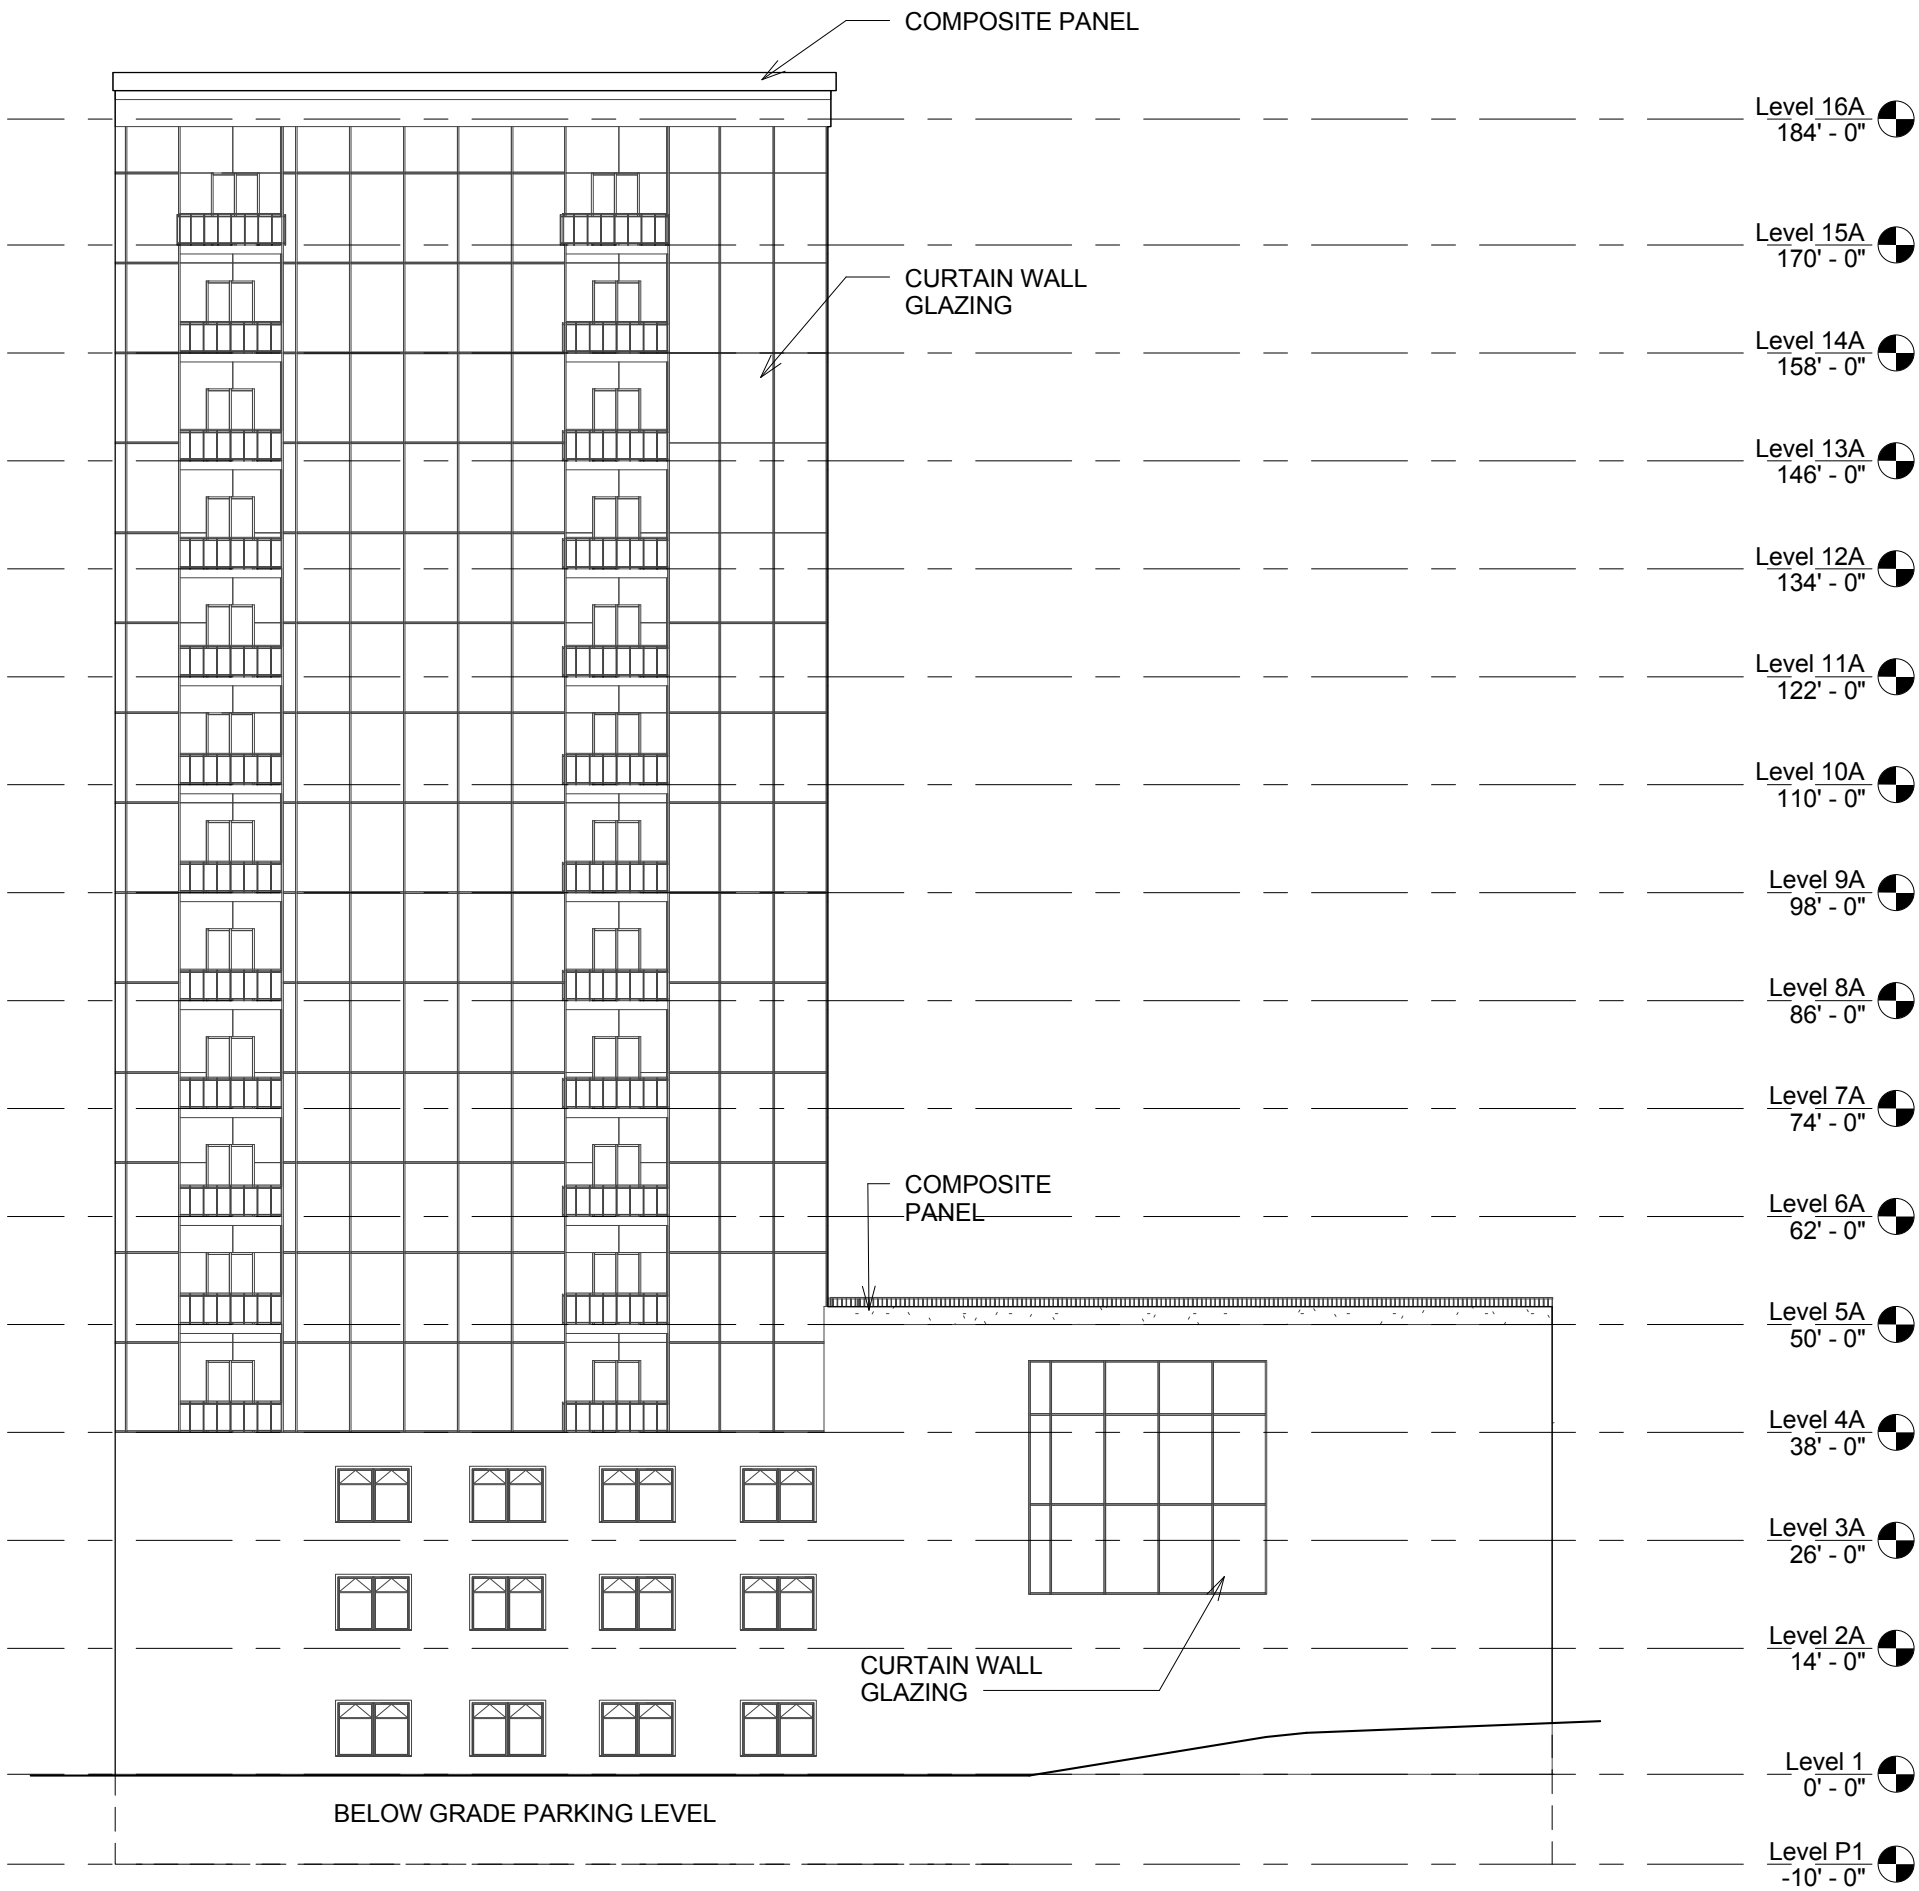 COMPOSITE PANEL
Level 16A
184' - 0"
Level 15A
170' - 0"
CURTAIN WALL
GLAZING
Level 14A
158' - 0"
Level 13A
146' - 0"
Level 12A
134' - 0"
Level 11A
122' - 0"
Level 10A
110' - 0"
Level 9A
98' - 0"
Level 8A
86' - 0"
Level 7A
74' - 0"
COMPOSITE
PANEL
Level 6A
62' - 0"
Level 5A
50' - 0"
Level 4A
38' - 0"
Level 3A
26' - 0"
Level 2A
14' - 0"
CURTAIN WALL
GLAZING
Level 1
0' - 0"
BELOW GRADE PARKING LEVEL
Level P1
-10' - 0"